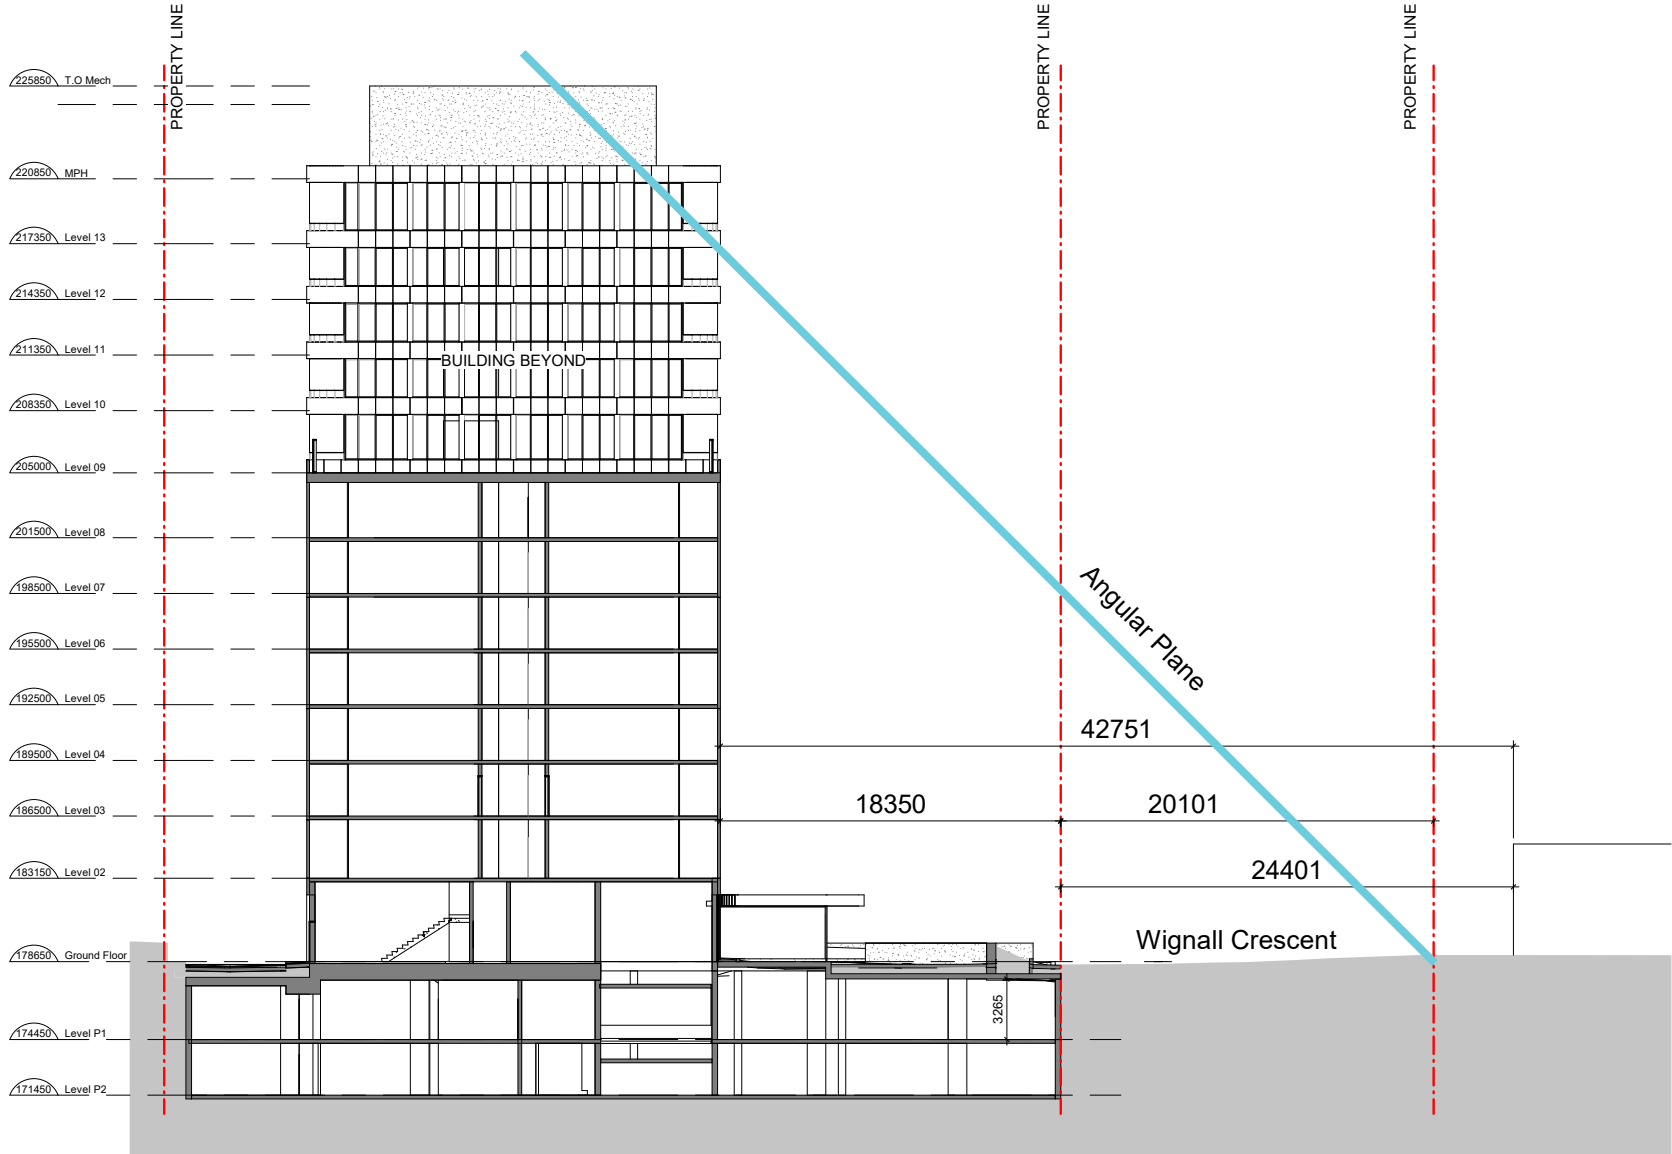 PROPERTY LINE
PROPERTY LINE
PROPERTY LINE
225850 T.O Mech
220850 MPH
217350 Level 13
214350 Level 12
211350 Level 11
BUILDING BEYOND
208350 Level 10
205000 Level 09
201500 Level 08
198500 Level 07
Angular Plane
195500 Level 06
192500 Level 05
42751
189500 Level 04
18350
20101
186500 Level 03
24401
183150 Level 02
Wignall Crescent
178650 Ground Floor
3265
174450 Level P1
171450 Level P2